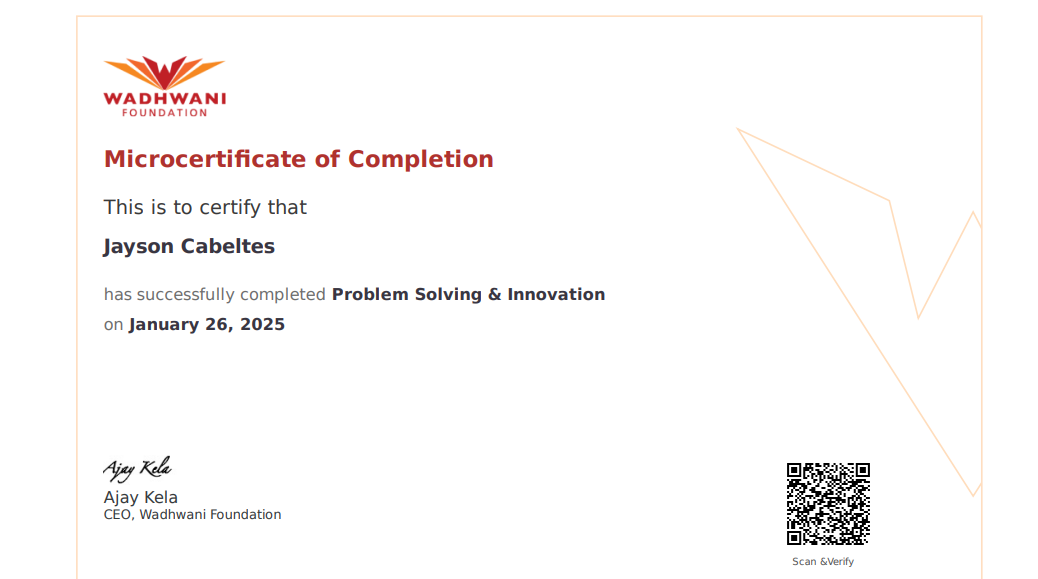 WADHWANI
FOUNDATION
Microcertificate of Completion
This is to certify that
Jayson Cabeltes
has successfully completed Problem Solving & Innovation
on January 26, 2025
Ajay Kela
Ajay Kela
CEO, Wadhwani Foundation
Scan &Verify